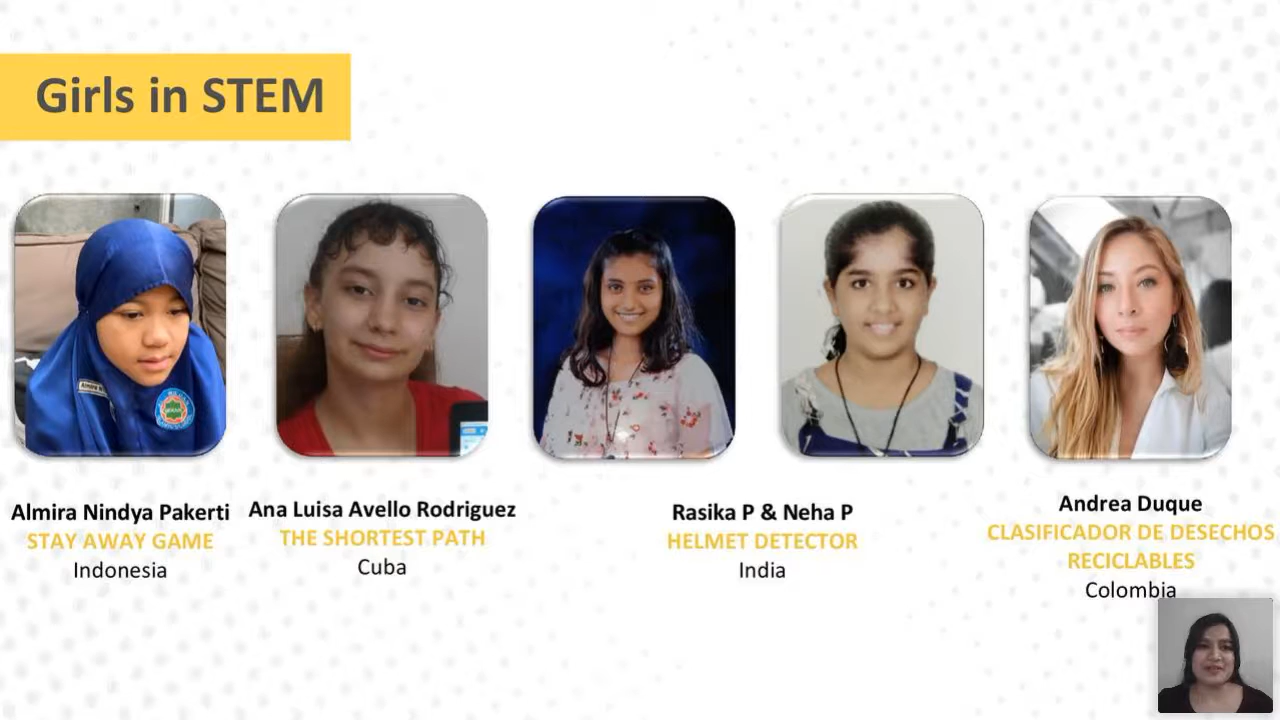 Girls in STEM
Almira Nindya Pakerti
STAY AWAY GAME
Indonesia
Ana Luisa Avello Rodriguez
THE SHORTEST PATH
Cuba
Rasika P & Neha P
HELMET DETECTOR
India
Andrea Duque
CLASIFICADOR DE DESECHOS
RECICLABLES
Colombia